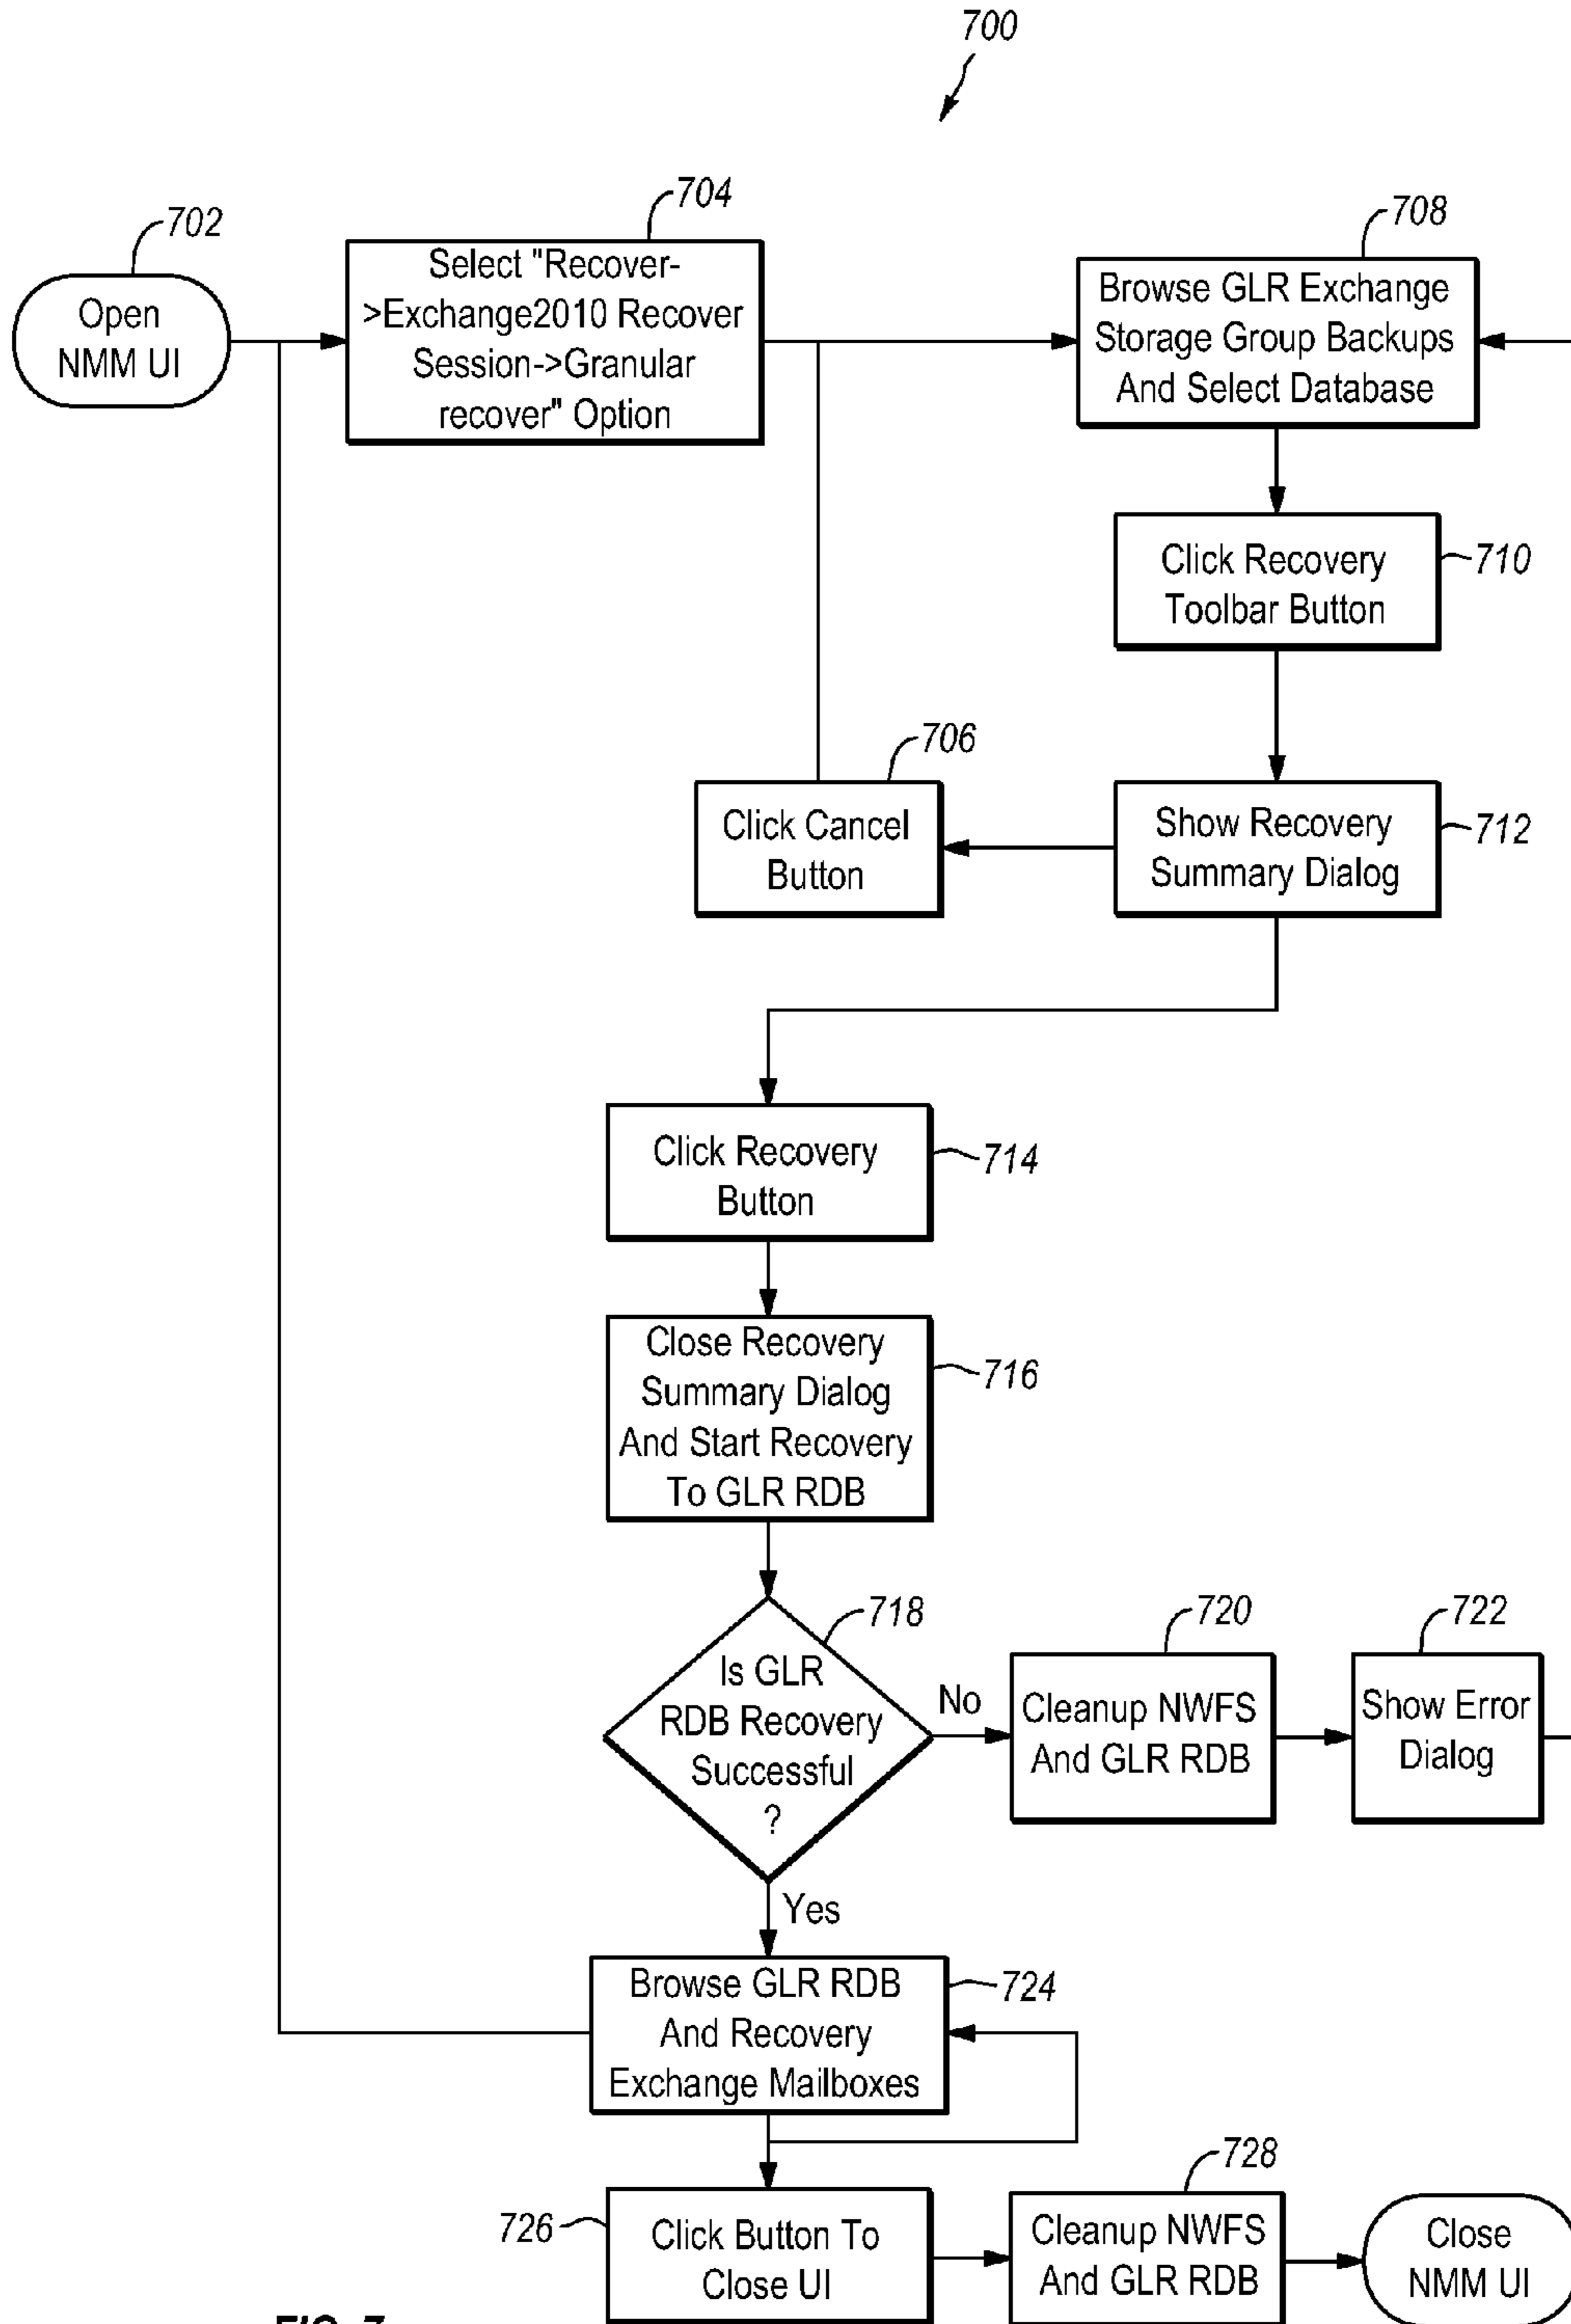 700
702
Open
NMM UI
704
Select "Recover-
>Exchange2010 Recover
Session->Granular
recover" Option
708
Browse GLR Exchange
Storage Group Backups
And Select Database
Click Recovery
Toolbar Button
710
706
Click Cancel
Button
Show Recovery
Summary Dialog
712
Click Recovery
Button
714
Close Recovery
Summary Dialog
And Start Recovery
To GLR RDB
716
718
Is GLR
RDB Recovery
Successful
?
No
720
Cleanup NWFS
And GLR RDB
722
Show Error
Dialog
Yes
Browse GLR RDB
And Recovery
Exchange Mailboxes
724
726
Click Button To
Close UI
728
Cleanup NWFS
And GLR RDB
Close
NMM UI